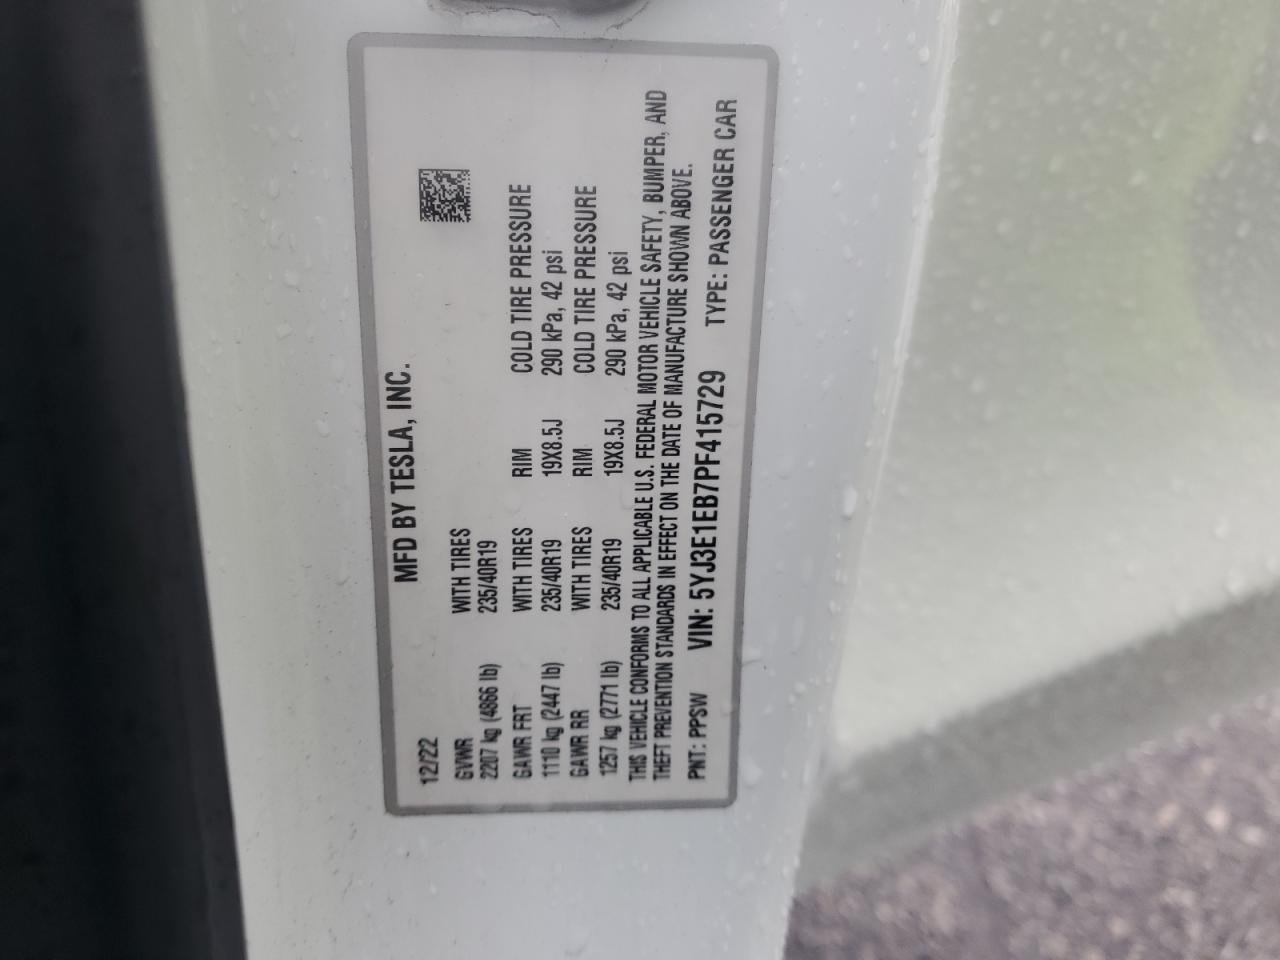 MFD BY TESLA, INC.
12/22
GVWR WITH TIRES
2207 kg (4866 lb) 235/40R19
GAWR FRT WITH TIRES RIM COLD TIRE PRESSURE
1110 kg (2447 lb) 235/40R19 19X8.5J 290 kPa, 42 psi
GAWR RR WITH TIRES RIM COLD TIRE PRESSURE
1257 kg (2771 lb) 235/40R19 19X8.5J 290 kPa, 42 psi
THIS VEHICLE CONFORMS TO ALL APPLICABLE U.S. FEDERAL MOTOR VEHICLE SAFETY, BUMPER, AND
THEFT PREVENTION STANDARDS IN EFFECT ON THE DATE OF MANUFACTURE SHOWN ABOVE.
PNT: PPSW VIN: 5YJ3E1EB7PF415729 TYPE: PASSENGER CAR